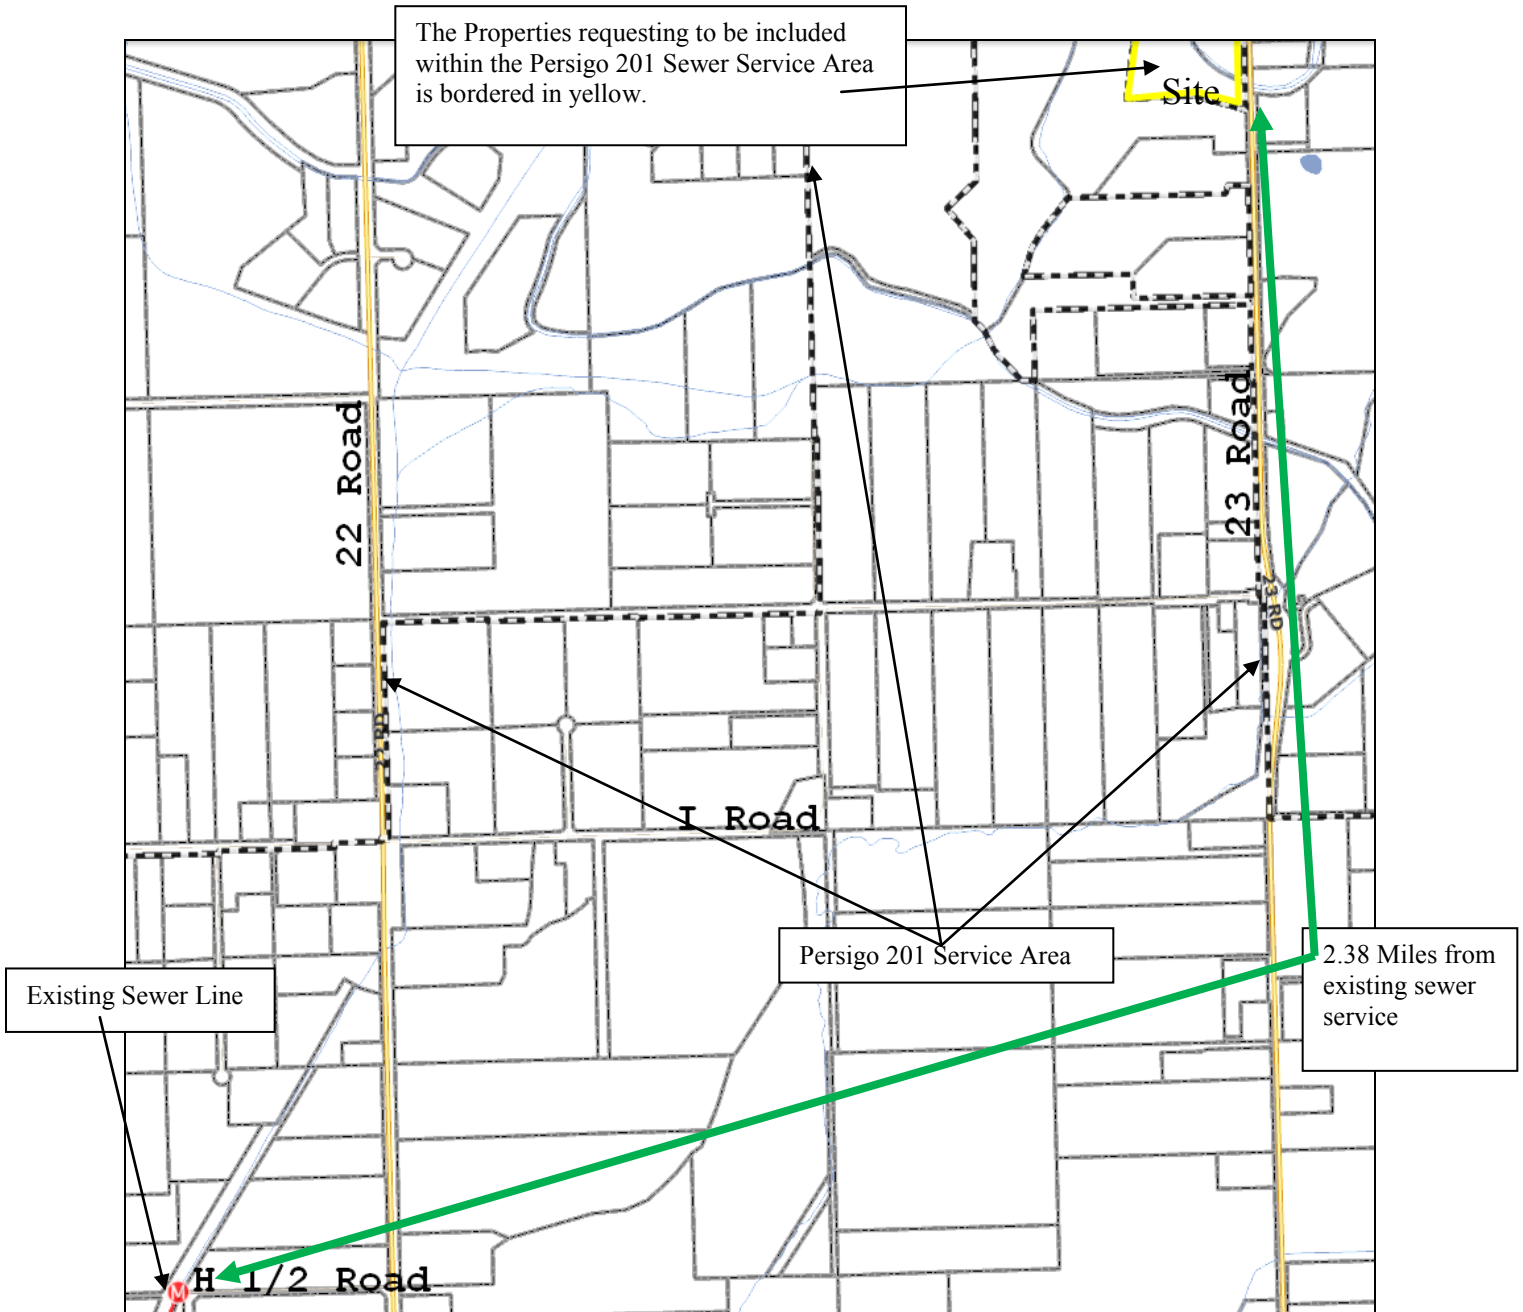 The Properties requesting to be included
within the Persigo 201 Sewer Service Area
is bordered in yellow.
Site
22 Road
23 Road
23 RD
I Road
Persigo 201 Service Area
2.38 Miles from
existing sewer
service
Existing Sewer Line
M
H 1/2 Road